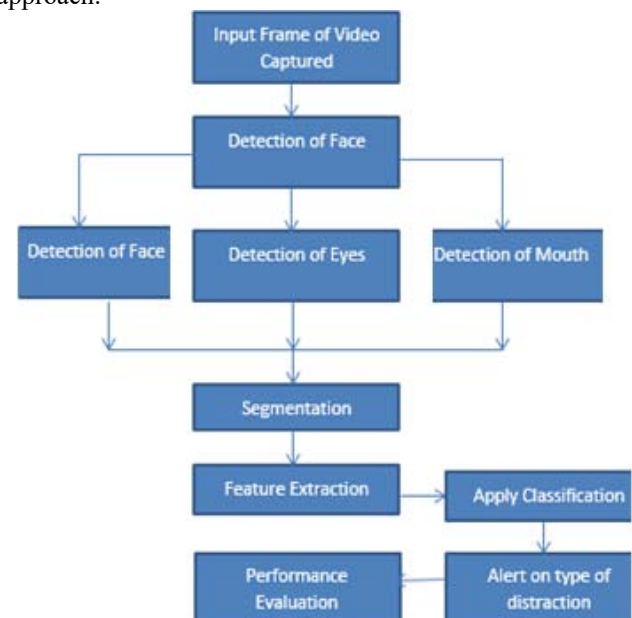 approach.
Input Frame of Video
Captured
Detection of Face
Detection of Face
Detection of Eyes
Detection of Mouth
Segmentation
Feature Extraction
Apply Classification
Performance
Evaluation
Alert on type of
distraction